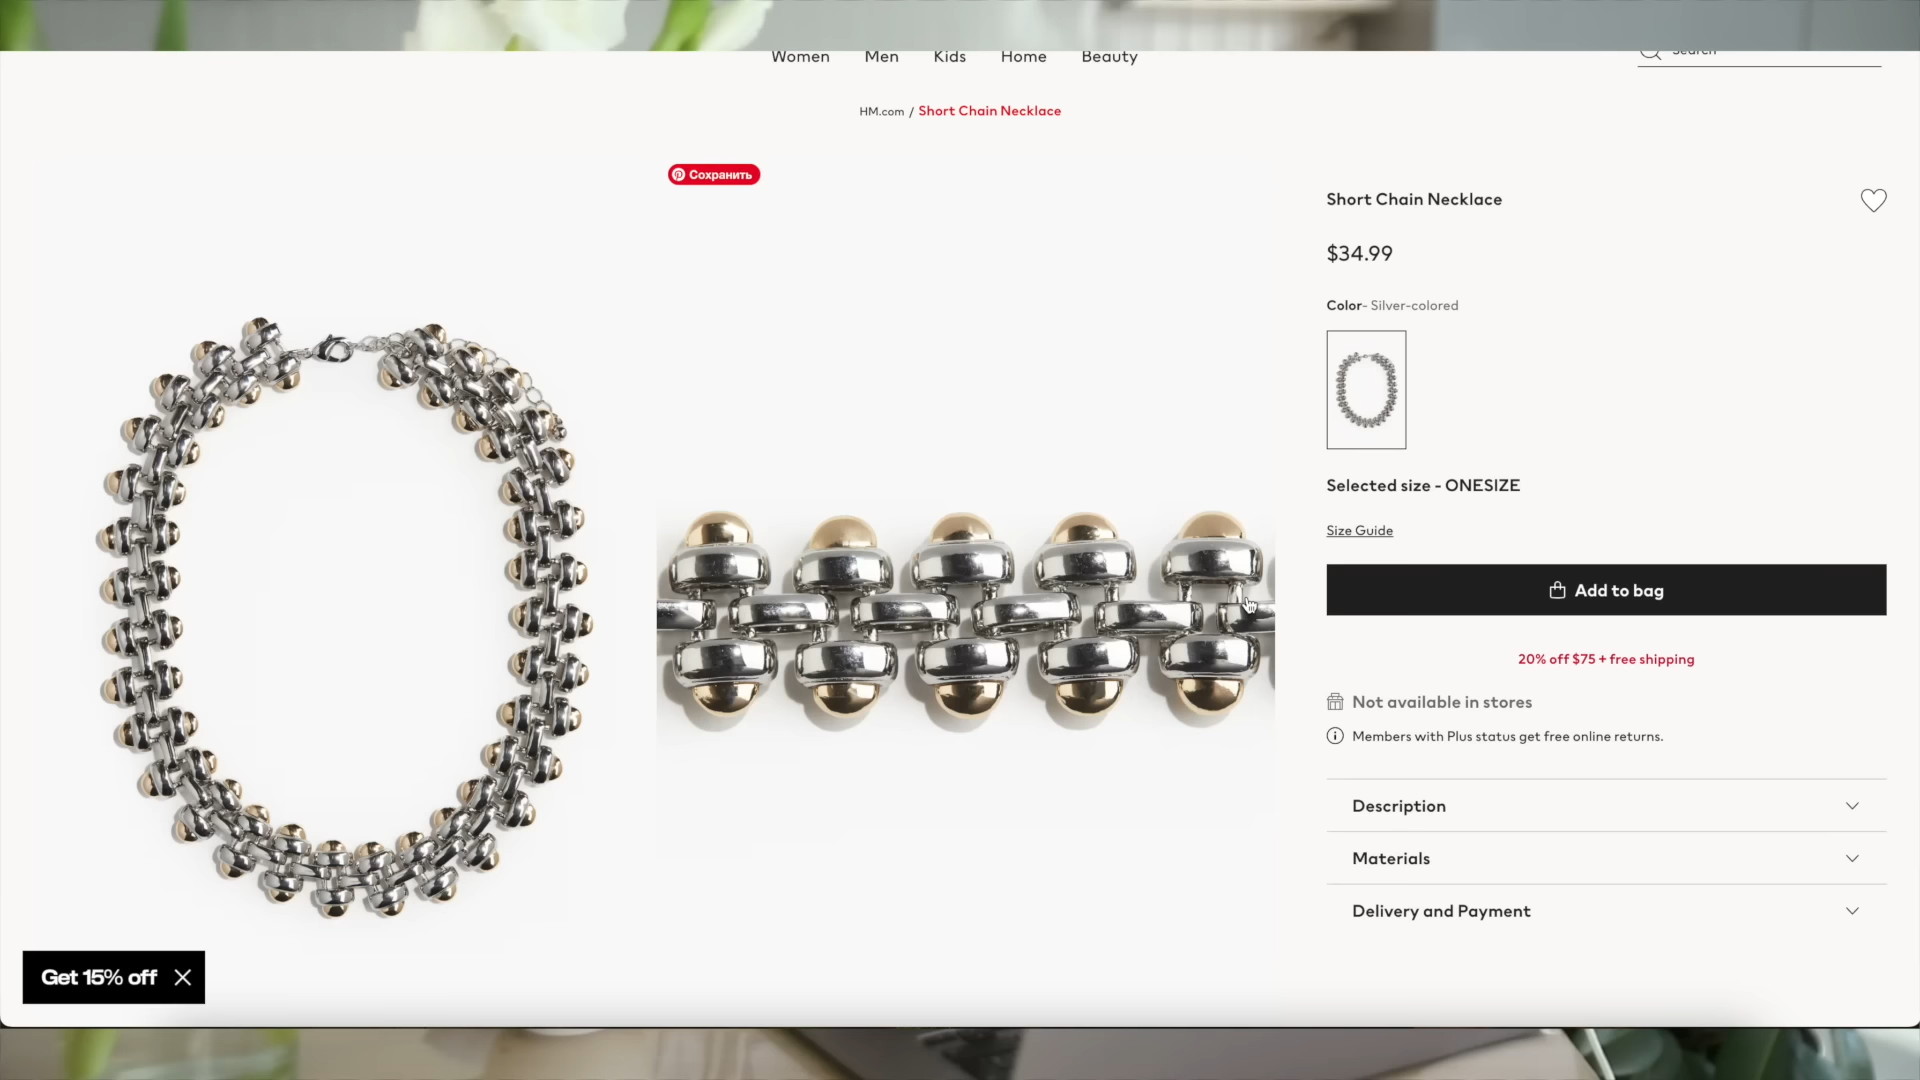 Women Men Kids Home Beauty
Search
HM.com / Short Chain Necklace
Сохранить
Short Chain Necklace
$34.99
Color- Silver-colored
Selected size - ONESIZE
Size Guide
Add to bag
20% off $75 + free shipping
Not available in stores
Members with Plus status get free online returns.
Description
Materials
Delivery and Payment
Get 15% off